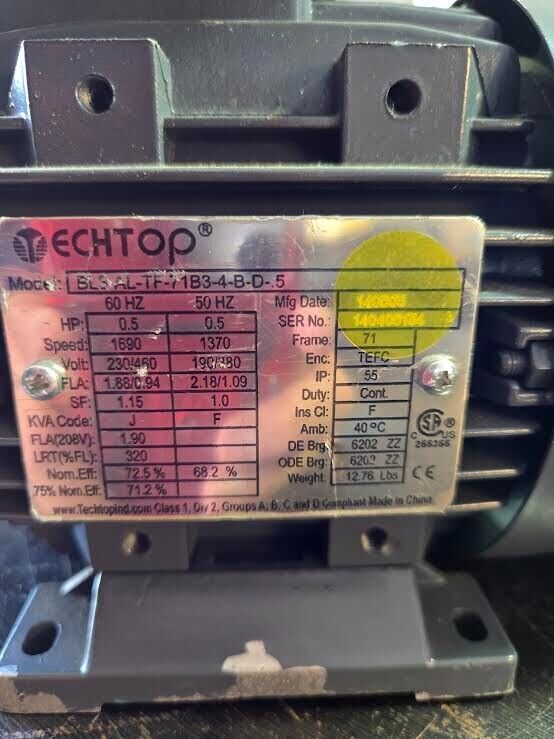 TECHTOP®
Model: BL3-AL-TF-71B3-4-B-D-.5
60 HZ 50 HZ
HP: 0.5 0.5
Speed: 1690 1370
Volt: 230/460 190/380
FLA: 1.88/0.94 2.18/1.09
SF: 1.15 1.0
KVA Code: J F
FLA(208V): 1.90
LRT(%FL): 320
Nom.Eff: 72.5 % 68.2 %
75% Nom.Eff: 71.2 %
Mfg Date:
SER No.:
Frame: 71
Enc: TEFC
IP: 55
Duty: Cont.
Ins Cl: F
Amb: 40 °C
DE Brg: 6202 ZZ
ODE Brg: 6202 ZZ
Weight: 12.76 Lbs
SA®
C US
255355
CE
www.Techtopind.com Class 1, Div 2, Groups A, B, C and D Compliant Made in China